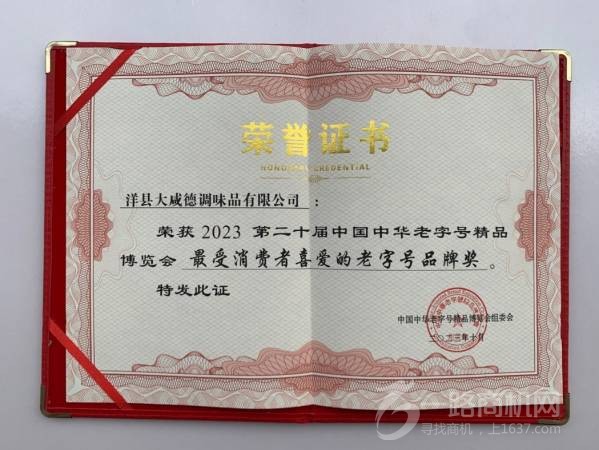 荣誉证书
HONORARY CREDENTIAL
洋县大咸德调味品有限公司：
荣获2023第二十届中国中华老字号精品
博览会 最受消费者喜爱的老字号品牌奖。
特发此证
中国中华老字号精品博览会组委会
二〇二三年十月
一路商机网
寻找商机，上1637.com